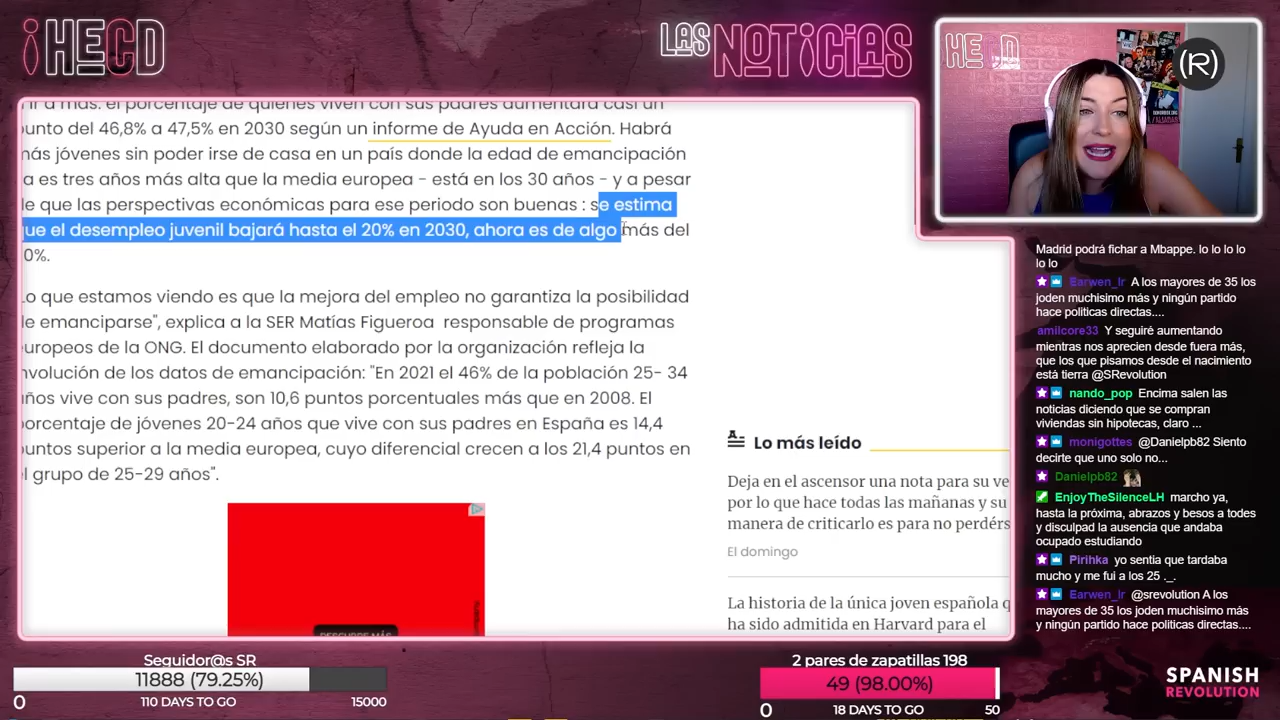 ¡HECD
LAS NOTICIAS
HECD
(R)
ir a más: el porcentaje de quienes viven con sus padres aumentará casi un
punto del 46,8% a 47,5% en 2030 según un informe de Ayuda en Acción. Habrá
más jóvenes sin poder irse de casa en un país donde la edad de emancipación
ya es tres años más alta que la media europea - está en los 30 años - y a pesar
de que las perspectivas económicas para ese periodo son buenas : se estima
que el desempleo juvenil bajará hasta el 20% en 2030, ahora es de algo más del
0%.
Lo que estamos viendo es que la mejora del empleo no garantiza la posibilidad
de emanciparse", explica a la SER Matías Figueroa responsable de programas
europeos de la ONG. El documento elaborado por la organización refleja la
involución de los datos de emancipación: "En 2021 el 46% de la población 25- 34
años vive con sus padres, son 10,6 puntos porcentuales más que en 2008. El
porcentaje de jóvenes 20-24 años que vive con sus padres en España es 14,4
puntos superior a la media europea, cuyo diferencial crecen a los 21,4 puntos en
el grupo de 25-29 años".
DESCUBRE MÁS
Lo más leído
Deja en el ascensor una nota para su ve
por lo que hace todas las mañanas y su
manera de criticarlo es para no perdérs
El domingo
La historia de la única joven española q
ha sido admitida en Harvard para el
Madrid podrá fichar a Mbappe. lo lo lo lo
lo lo
Earwen_Ir A los mayores de 35 los
joden muchisimo más y ningún partido
hace politicas directas....
amilcore33 Y seguiré aumentando
mientras nos aprecien desde fuera más,
que los que pisamos desde el nacimiento
está tierra @SRevolution
nando_pop Encima salen las
noticias diciendo que se compran
viviendas sin hipotecas, claro ...
monigottes @Danielpb82 Siento
decirte que uno solo no...
Danielpb82
EnjoyTheSilenceLH marcho ya,
hasta la próxima, abrazos y besos a todes
y disculpad la ausencia que andaba
ocupado estudiando
Pirihka yo sentia que tardaba
mucho y me fui a los 25 ._.
Earwen_Ir @srevolution A los
mayores de 35 los joden muchisimo más
y ningún partido hace politicas directas....
Seguidor@s SR
11888 (79.25%)
0 110 DAYS TO GO 15000
2 pares de zapatillas 198
49 (98.00%)
0 18 DAYS TO GO 50
SPANISH
REVOLUTION